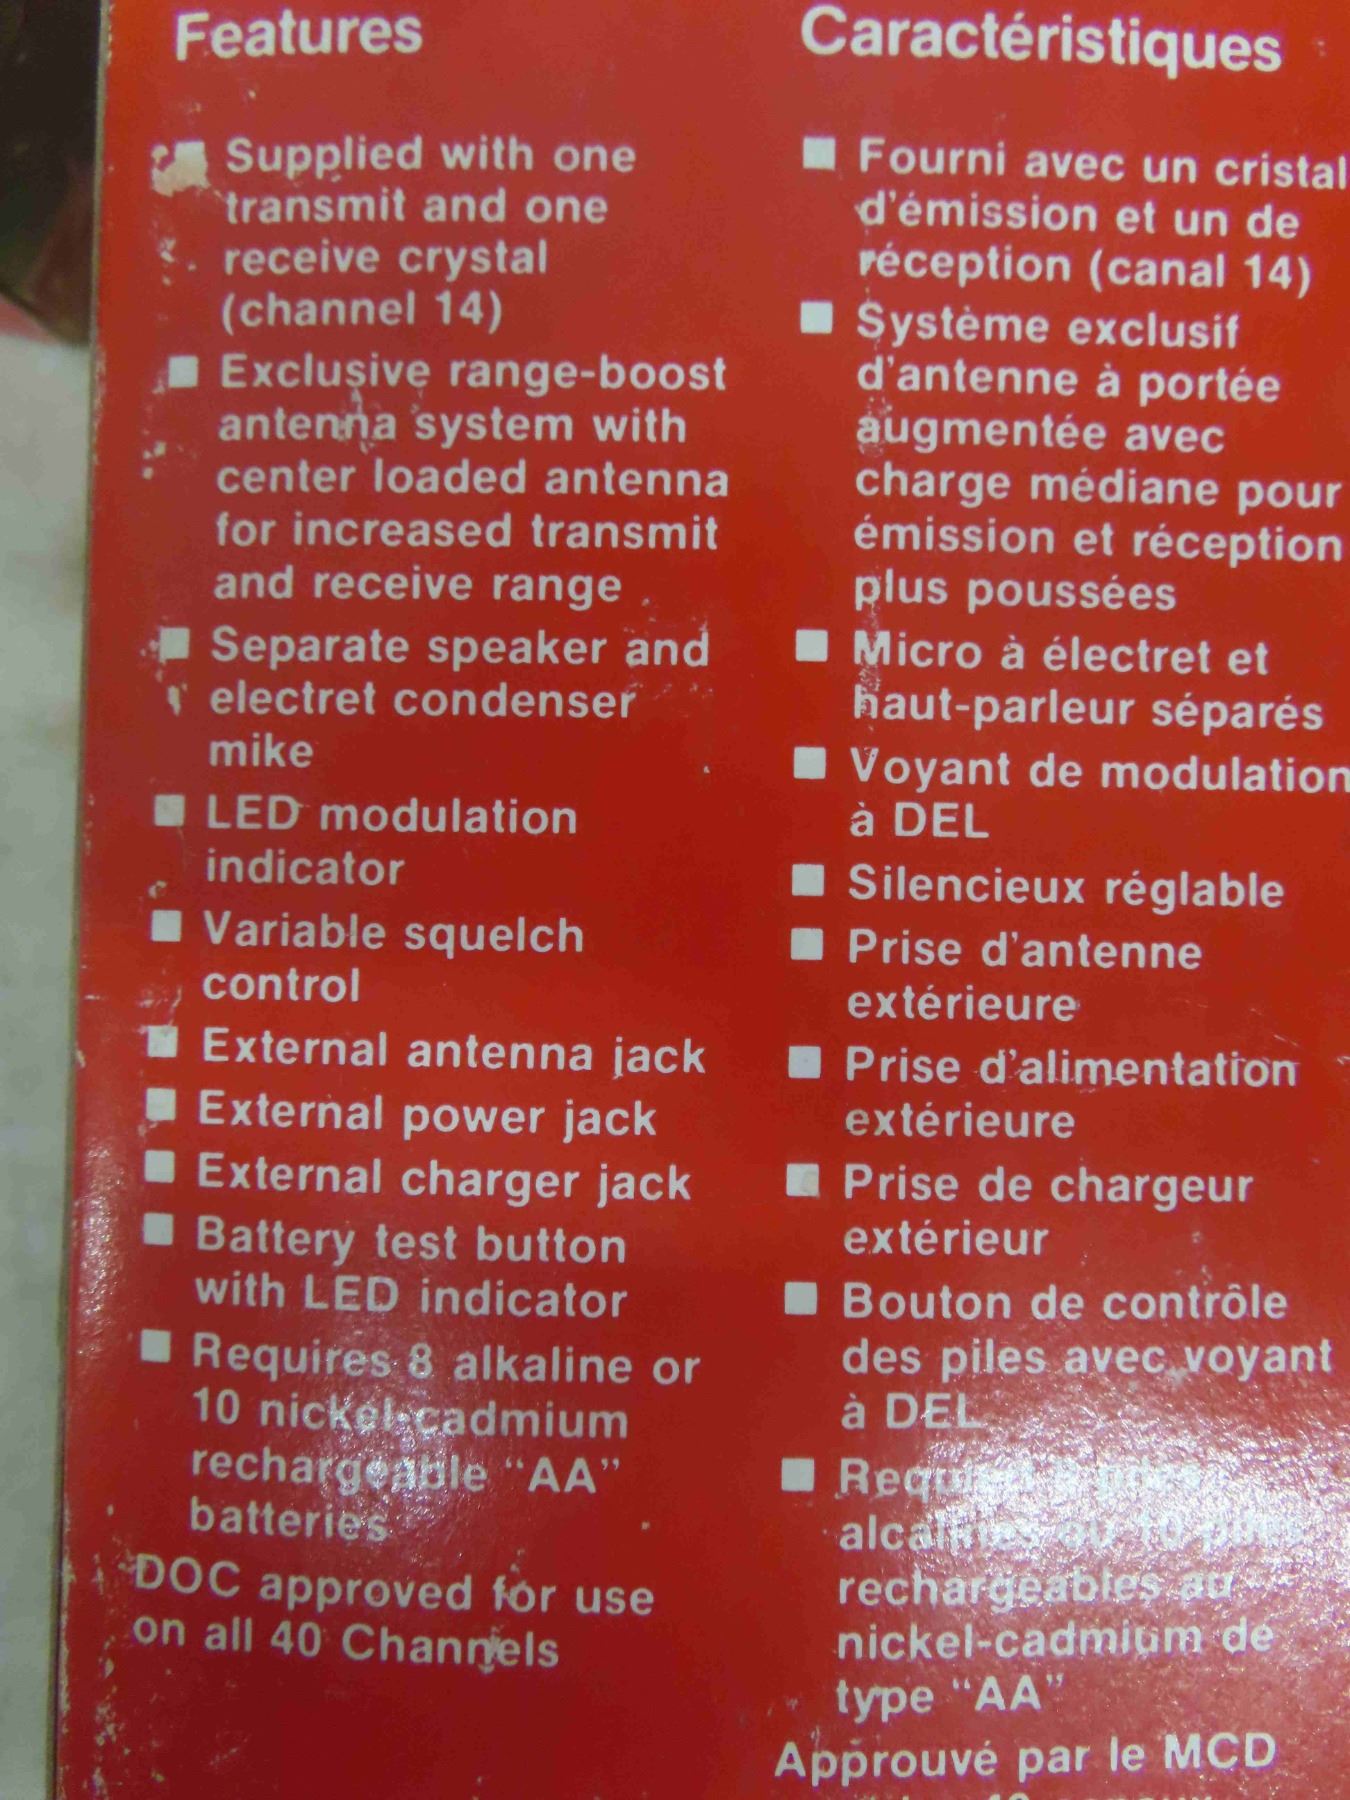 Features
Supplied with one
transmit and one
receive crystal
(channel 14)
Exclusive range-boost
antenna system with
center loaded antenna
for increased transmit
and receive range
Separate speaker and
electret condenser
mike
LED modulation
indicator
Variable squelch
control
External antenna jack
External power jack
External charger jack
Battery test button
with LED indicator
Requires 8 alkaline or
10 nickel-cadmium
rechargeable “AA”
batteries
DOC approved for use
on all 40 Channels
Caractéristiques
Fourni avec un cristal
d'émission et un de
réception (canal 14)
Système exclusif
d'antenne à portée
augmentée avec
charge médiane pour
émission et réception
plus poussées
Micro à électret et
haut-parleur séparés
Voyant de modulation
à DEL
Silencieux réglable
Prise d'antenne
extérieure
Prise d'alimentation
extérieure
Prise de chargeur
extérieur
Bouton de contrôle
des piles avec voyant
à DEL
Requiert 8 piles
alcalines ou 10 piles
rechargeables au
nickel-cadmium de
type “AA”
Approuvé par le MCD